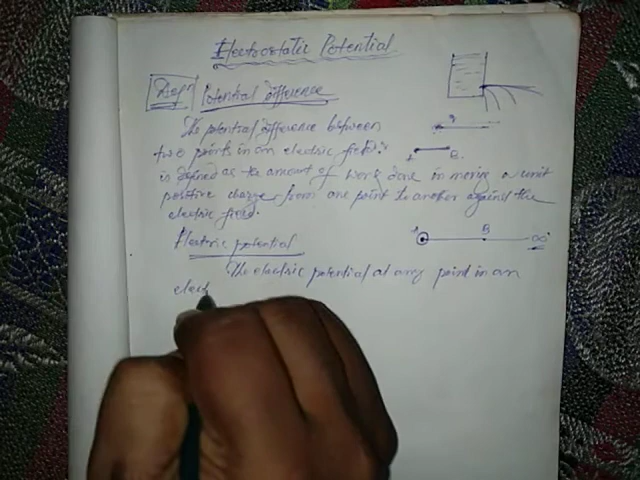 Electrostatic Potential
Defn Potential difference
The potential difference between
two points in an electric field.
is defined as the amount of work done in moving a unit
positive charge from one point to another against the
electric field.
A B.
Electric potential
A B ∞
The electric potential at any point in an
elect